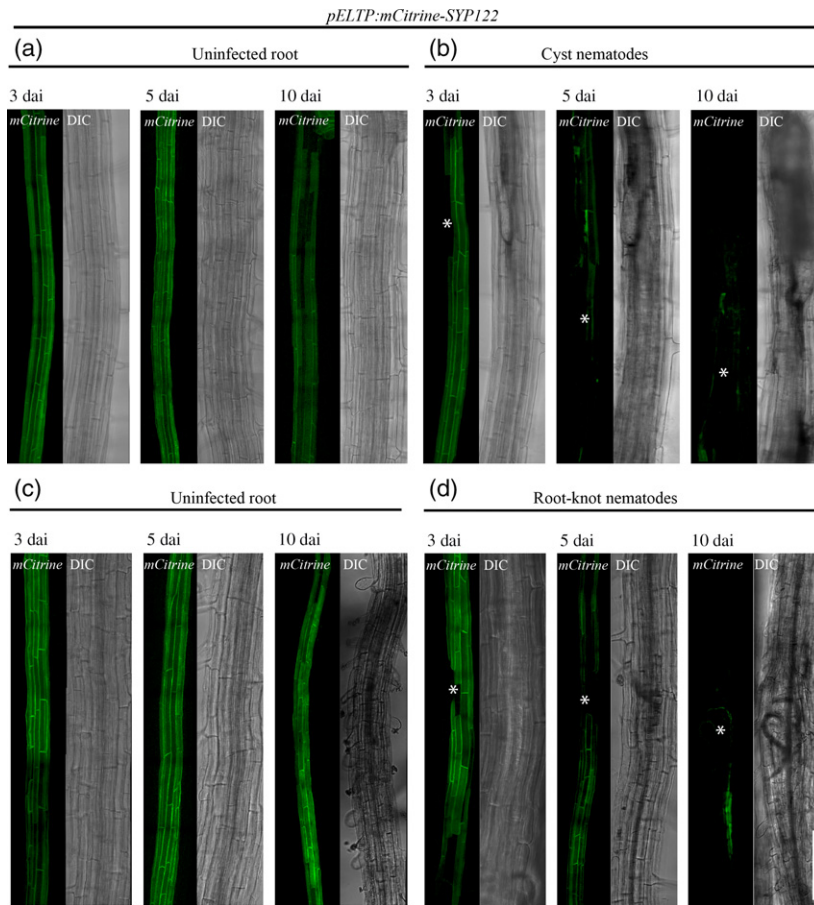 pELTP:mCitrine-SYP122
(a)
Uninfected root
(b)
Cyst nematodes
3 dai
5 dai
10 dai
3 dai
5 dai
10 dai
mCitrine DIC
mCitrine DIC
mCitrine DIC
mCitrine DIC
mCitrine DIC
mCitrine DIC
*
*
*
(c)
Uninfected root
(d)
Root-knot nematodes
3 dai
5 dai
10 dai
3 dai
5 dai
10 dai
mCitrine DIC
mCitrine DIC
mCitrine DIC
mCitrine DIC
mCitrine DIC
mCitrine DIC
*
*
*